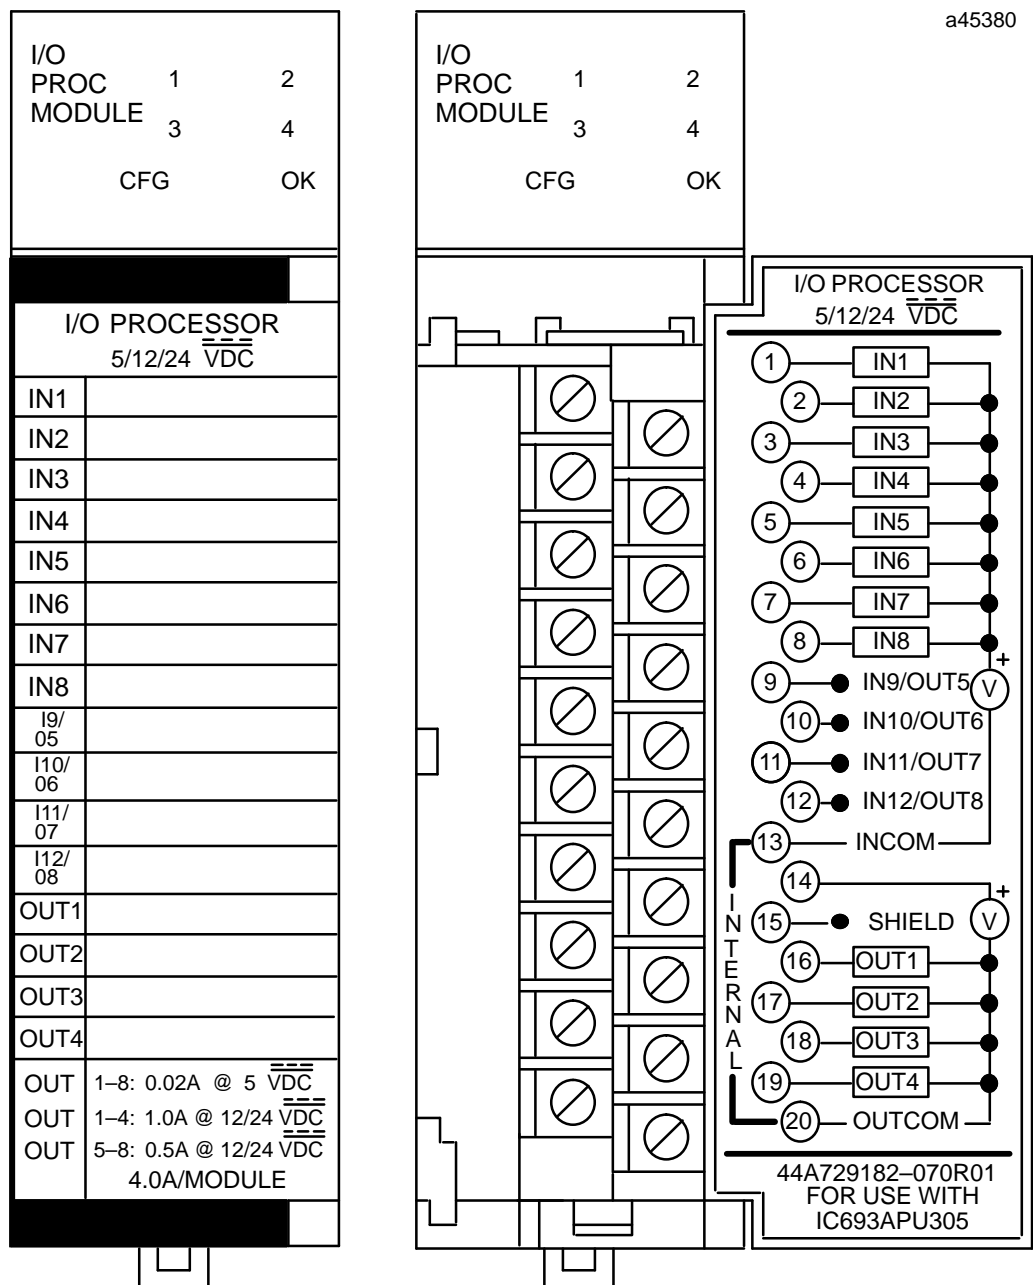 a45380
I/O
PROC 1 2
MODULE
3 4
CFG OK
I/O PROCESSOR
5/12/24 VDC
IN1
IN2
IN3
IN4
IN5
IN6
IN7
IN8
I9/
05
I10/
06
I11/
07
I12/
08
OUT1
OUT2
OUT3
OUT4
OUT 1–8: 0.02A @ 5 VDC
OUT 1–4: 1.0A @ 12/24 VDC
OUT 5–8: 0.5A @ 12/24 VDC
4.0A/MODULE
I/O
PROC 1 2
MODULE
3 4
CFG OK
I/O PROCESSOR
5/12/24 VDC
1 IN1
2 IN2
3 IN3
4 IN4
5 IN5
6 IN6
7 IN7
8 IN8
+
9 IN9/OUT5 V
10 IN10/OUT6
11 IN11/OUT7
12 IN12/OUT8
13 INCOM
14 +
15 SHIELD V
16 OUT1
17 OUT2
18 OUT3
19 OUT4
20 OUTCOM
INTERNAL
44A729182–070R01
FOR USE WITH
IC693APU305